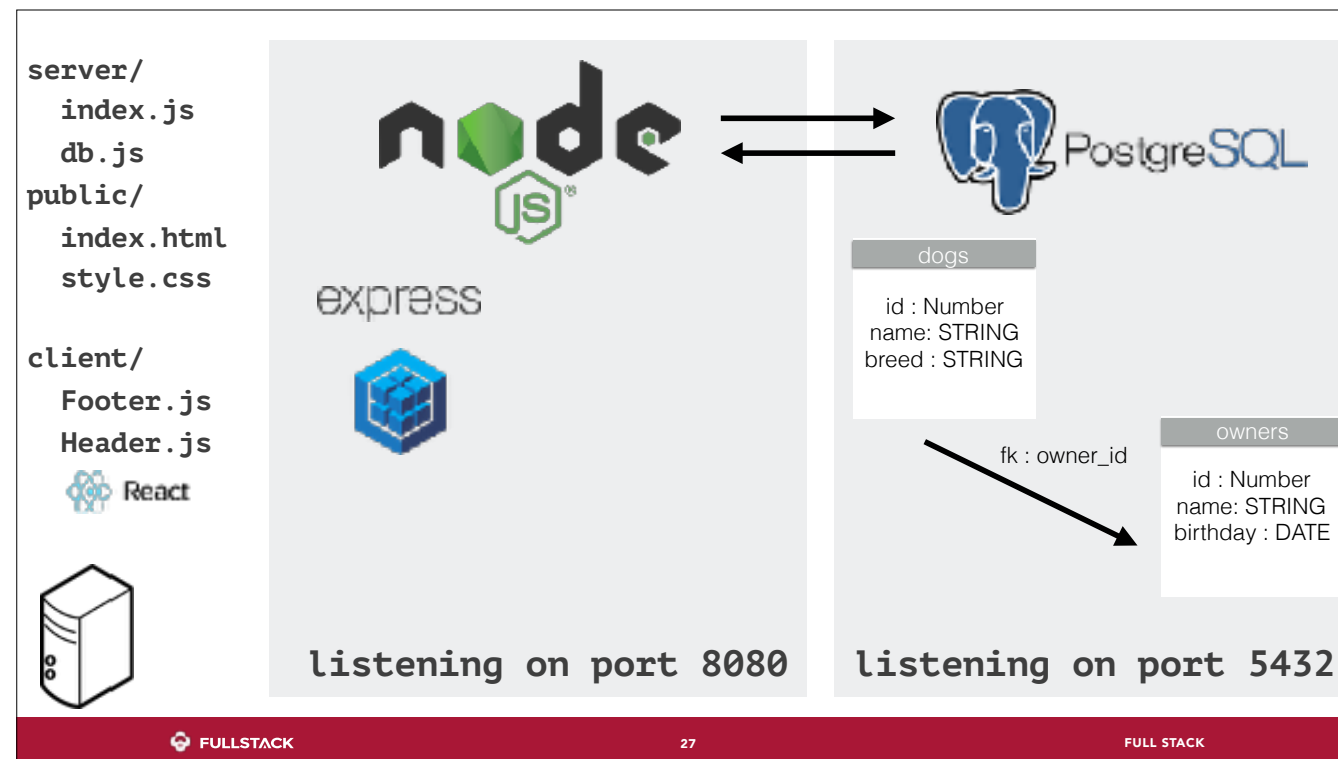 server/
index.js
db.js
public/
index.html
style.css
client/
Footer.js
Header.js
React
node
JS®
express
listening on port 8080
PostgreSQL
dogs
id : Number
name: STRING
breed : STRING
fk : owner_id
owners
id : Number
name: STRING
birthday : DATE
listening on port 5432
FULLSTACK
27
FULL STACK